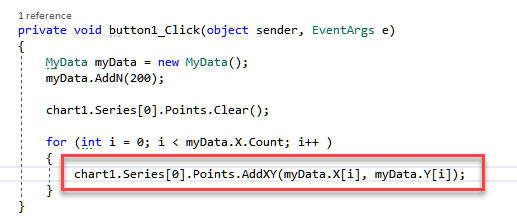 1 reference
private void button1_Click(object sender, EventArgs e)
{
MyData myData = new MyData();
myData.AddN(200);
chart1.Series[0].Points.Clear();
for (int i = 0; i < myData.X.Count; i++ )
{
chart1.Series[0].Points.AddXY(myData.X[i], myData.Y[i]);
}
}